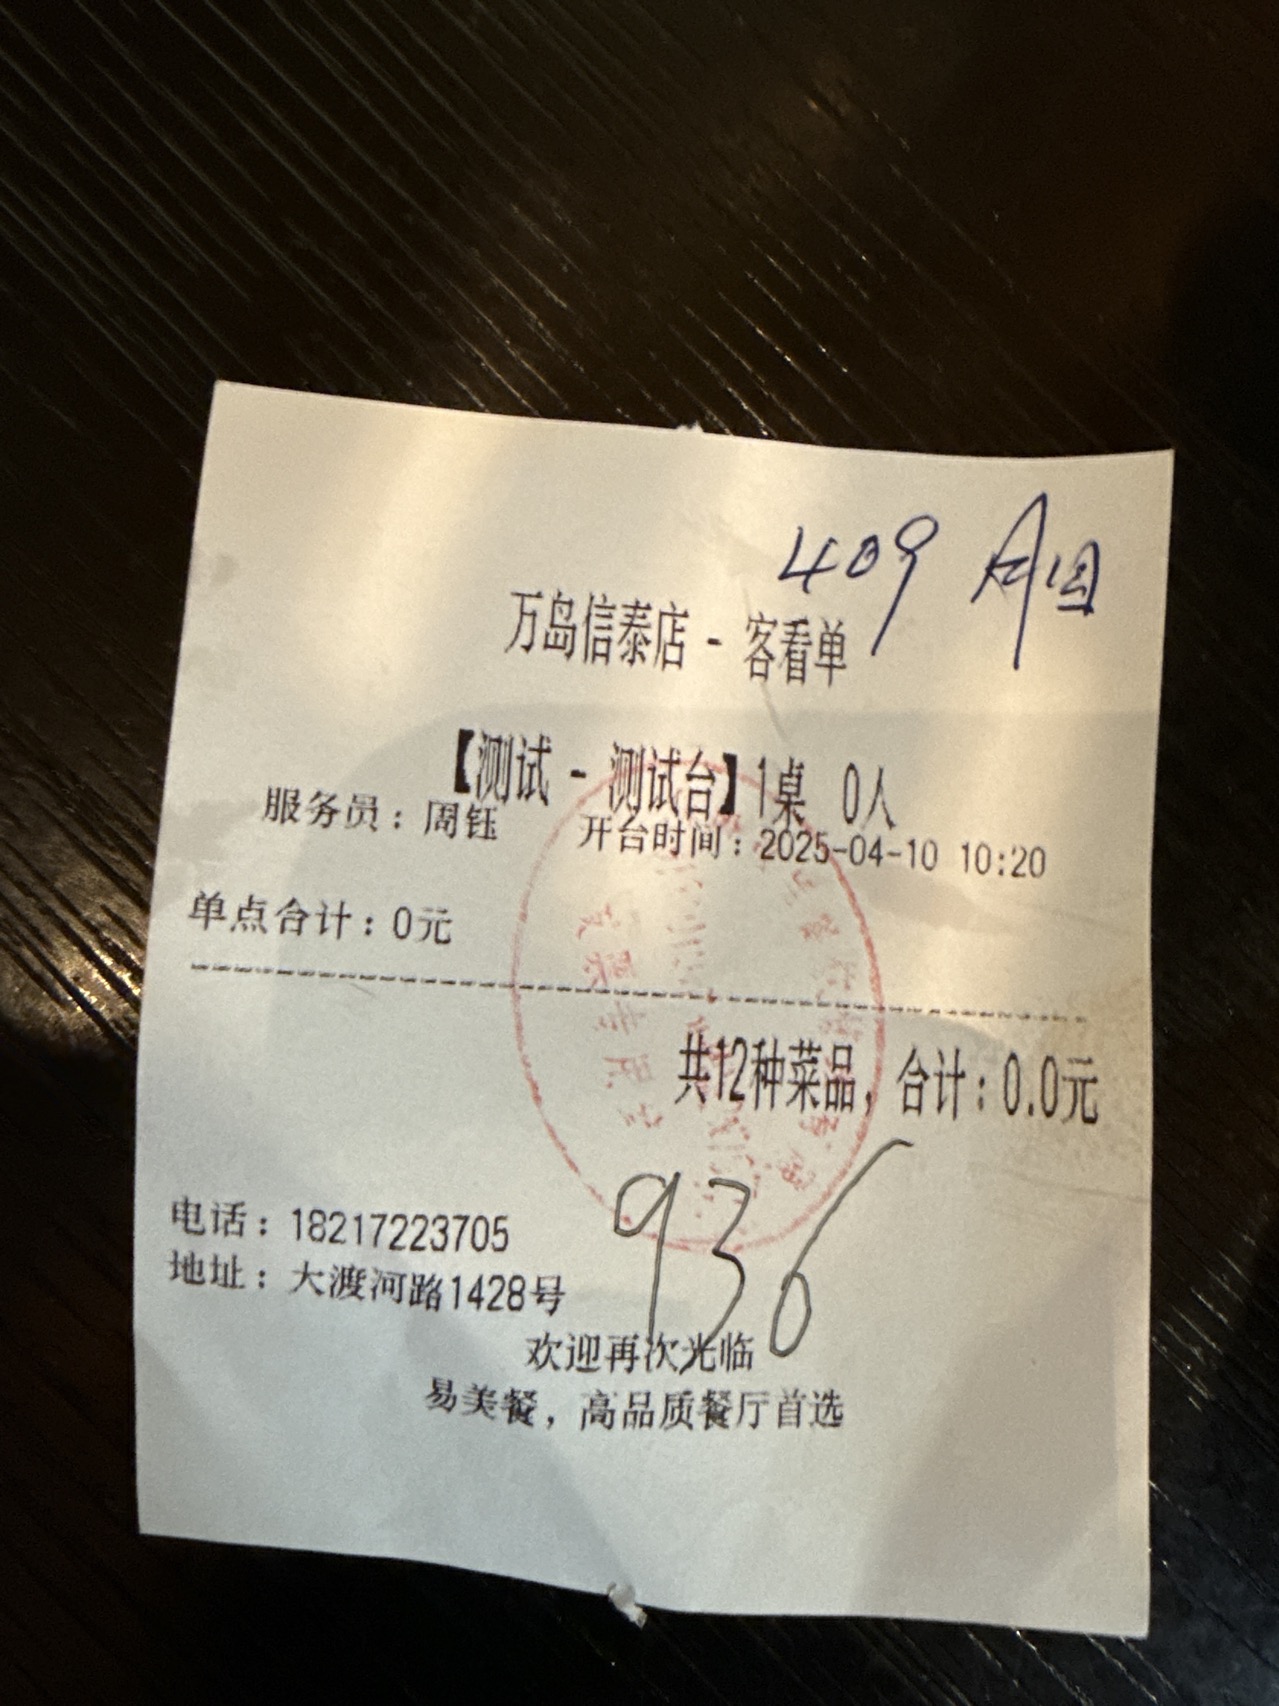 409
万岛信泰店 - 客看单
【测试 - 测试台】1桌 0人
服务员：周钰 开台时间：2025-04-10 10:20
单点合计：0元
共12种菜品，合计：0.0元
936
电话：18217223705
地址：大渡河路1428号
欢迎再次光临
易美餐，高品质餐厅首选